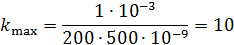 k_max = (1 · 10^-3) / (200 · 500 · 10^-9) = 10